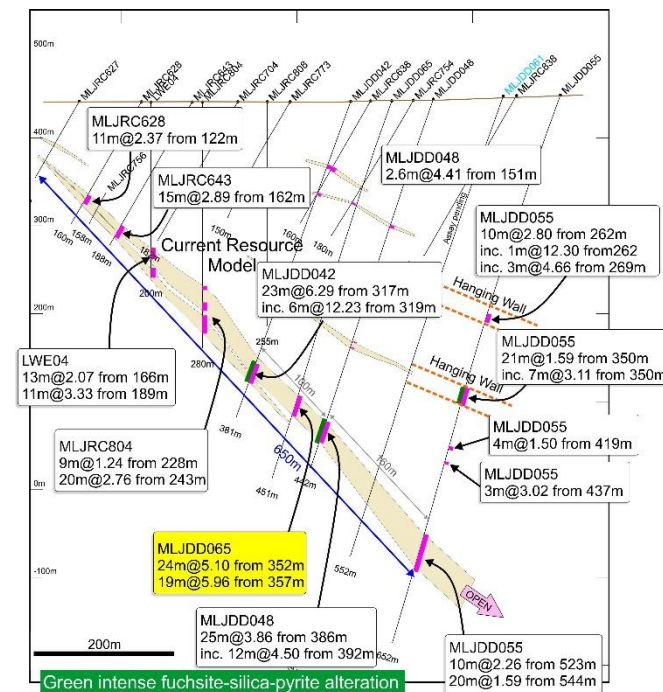 500m
400m
300m
200m
100m
0m
-100m
MLJRC627
MLJRC628
LWE04
MLJRC643
MLJRC804
MLJRC704
MLJRC808
MLJRC773
MLJDD042
MLJRC638
MLJDD065
MLJRC754
MLJDD048
MLJDD061
MLJRC838
MLJDD055
MLJRC628
11m@2.37 from 122m
MLJRC756
MLJRC643
15m@2.89 from 162m
MLJDD048
2.6m@4.41 from 151m
Assay pending
MLJDD055
10m@2.80 from 262m
inc. 1m@12.30 from262
inc. 3m@4.66 from 269m
160m
158m
188m
150m
160m
180m
Current Resource
Model
200m
MLJDD042
23m@6.29 from 317m
inc. 6m@12.23 from 319m
Hanging Wall
Hanging Wall
255m
280m
MLJDD055
21m@1.59 from 350m
inc. 7m@3.11 from 350m
LWE04
13m@2.07 from 166m
11m@3.33 from 189m
160m
381m
650m
MLJDD055
4m@1.50 from 419m
MLJRC804
9m@1.24 from 228m
20m@2.76 from 243m
442m
451m
160m
MLJDD055
3m@3.02 from 437m
MLJDD065
24m@5.10 from 352m
19m@5.96 from 357m
552m
OPEN
MLJDD048
25m@3.86 from 386m
inc. 12m@4.50 from 392m
652m
MLJDD055
10m@2.26 from 523m
20m@1.59 from 544m
200m
Green intense fuchsite-silica-pyrite alteration